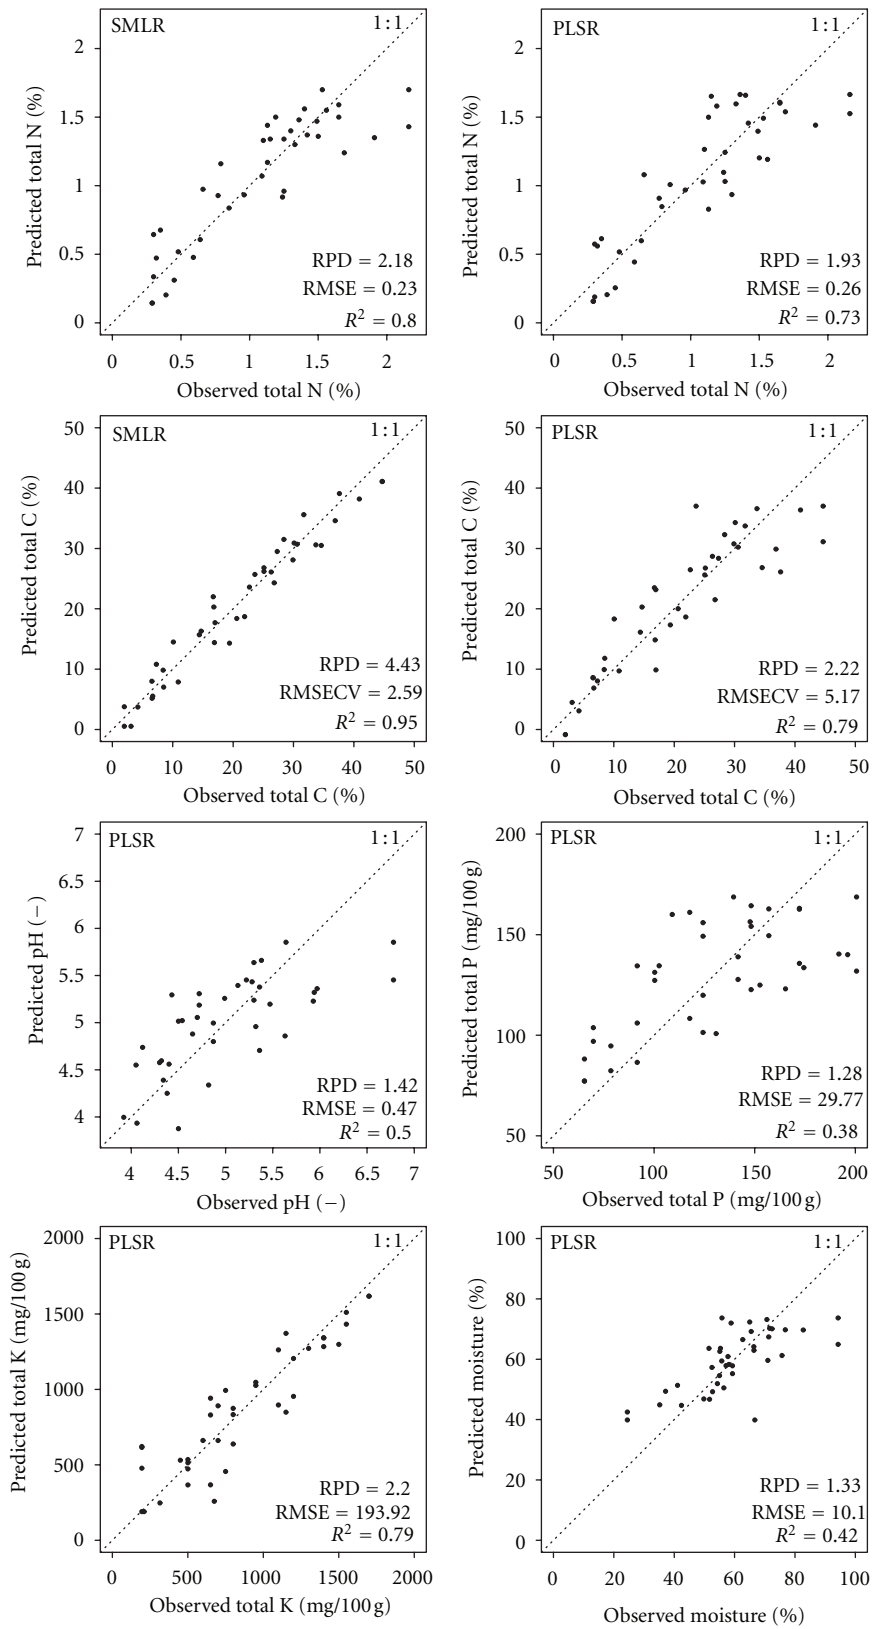 SMLR
1:1
2
1.5
1
0.5
0
Predicted total N (%)
RPD = 2.18
RMSE = 0.23
R² = 0.8
0 0.5 1 1.5 2
Observed total N (%)
PLSR
1:1
2
1.5
1
0.5
0
Predicted total N (%)
RPD = 1.93
RMSE = 0.26
R² = 0.73
0 0.5 1 1.5 2
Observed total N (%)
SMLR
1:1
50
40
30
20
10
0
Predicted total C (%)
RPD = 4.43
RMSECV = 2.59
R² = 0.95
0 10 20 30 40 50
Observed total C (%)
PLSR
1:1
50
40
30
20
10
0
Predicted total C (%)
RPD = 2.22
RMSECV = 5.17
R² = 0.79
0 10 20 30 40 50
Observed total C (%)
PLSR
1:1
7
6.5
6
5.5
5
4.5
4
Predicted pH (−)
RPD = 1.42
RMSE = 0.47
R² = 0.5
4 4.5 5 5.5 6 6.5 7
Observed pH (−)
PLSR
1:1
200
150
100
50
Predicted total P (mg/100 g)
RPD = 1.28
RMSE = 29.77
R² = 0.38
50 100 150 200
Observed total P (mg/100 g)
PLSR
1:1
2000
1500
1000
500
0
Predicted total K (mg/100 g)
RPD = 2.2
RMSE = 193.92
R² = 0.79
0 500 1000 1500 2000
Observed total K (mg/100 g)
PLSR
1:1
100
80
60
40
20
0
Predicted moisture (%)
RPD = 1.33
RMSE = 10.1
R² = 0.42
0 20 40 60 80 100
Observed moisture (%)